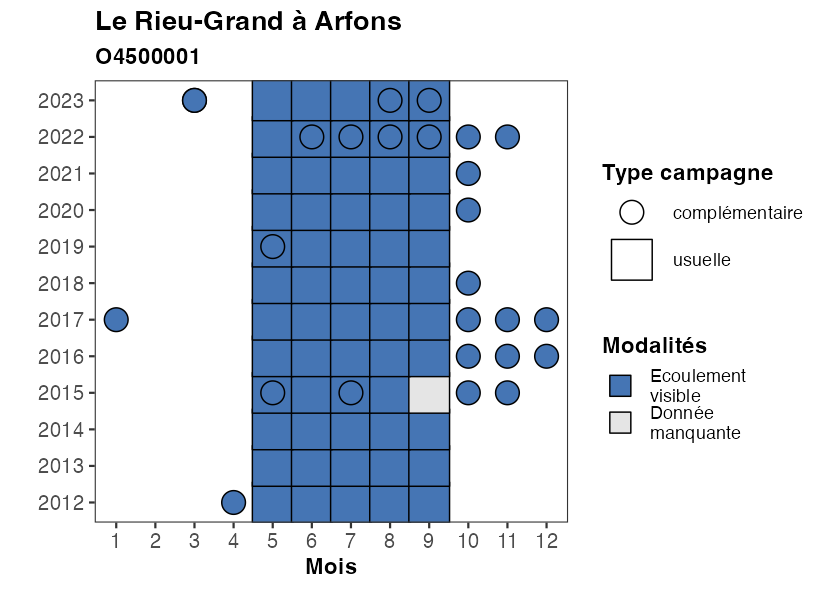 Le Rieu-Grand à Arfons
O4500001
2023
2022
2021
2020
2019
2018
2017
2016
2015
2014
2013
2012
1 2 3 4 5 6 7 8 9 10 11 12
Mois
Type campagne
complémentaire
usuelle
Modalités
Ecoulement
visible
Donnée
manquante